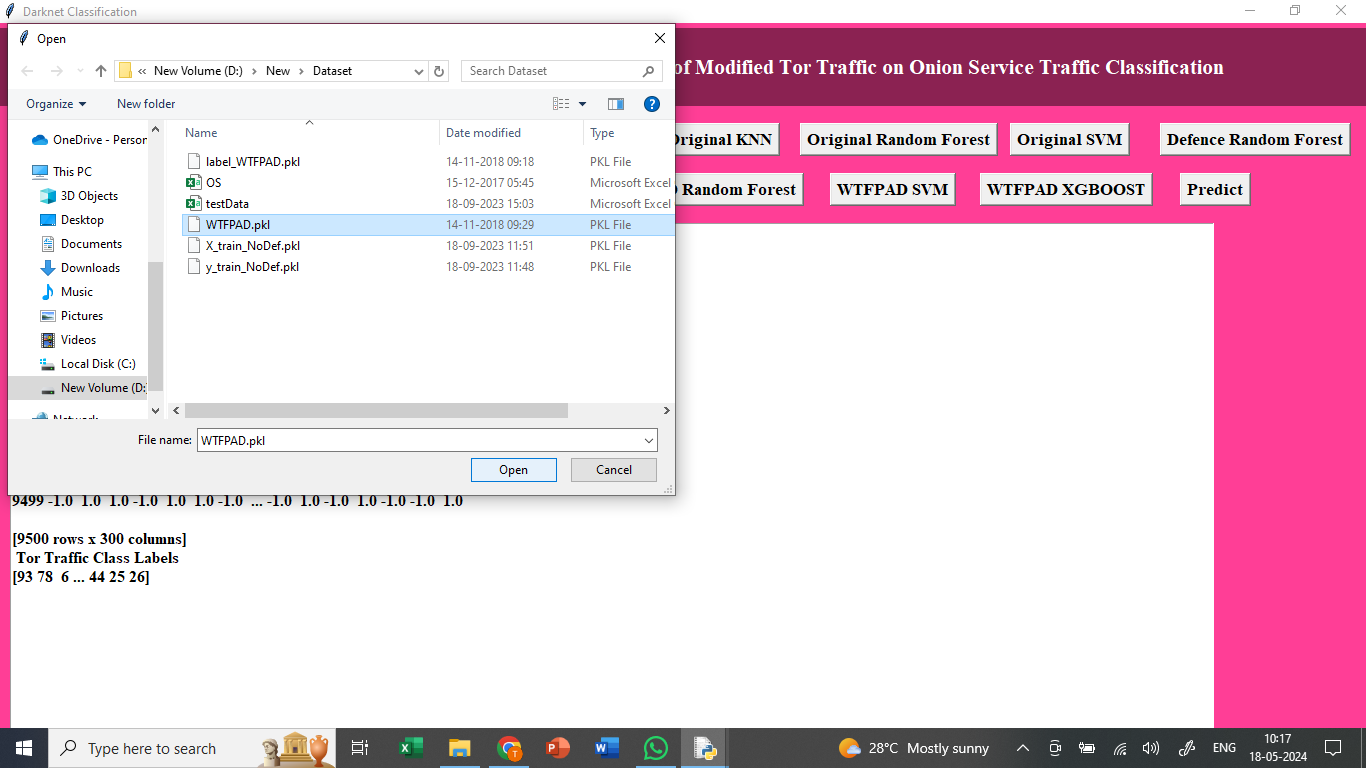 Darknet Classification
Open
« New Volume (D:) › New › Dataset
Search Dataset
Organize
New folder
OneDrive - Person
This PC
3D Objects
Desktop
Documents
Downloads
Music
Pictures
Videos
Local Disk (C:)
New Volume (D:
Network
Name Date modified Type
label_WTFPAD.pkl 14-11-2018 09:18 PKL File
OS 15-12-2017 05:45 Microsoft Excel
testData 18-09-2023 15:03 Microsoft Excel
WTFPAD.pkl 14-11-2018 09:29 PKL File
X_train_NoDef.pkl 18-09-2023 11:51 PKL File
y_train_NoDef.pkl 18-09-2023 11:48 PKL File
File name: WTFPAD.pkl
Open Cancel
of Modified Tor Traffic on Onion Service Traffic Classification
Original KNN Original Random Forest Original SVM Defence Random Forest
Random Forest WTFPAD SVM WTFPAD XGBOOST Predict
9499 -1.0 1.0 1.0 -1.0 1.0 1.0 -1.0 ... -1.0 1.0 -1.0 1.0 -1.0 -1.0 1.0
[9500 rows x 300 columns]
Tor Traffic Class Labels
[93 78 6 ... 44 25 26]
Type here to search
28°C Mostly sunny
ENG
10:17
18-05-2024